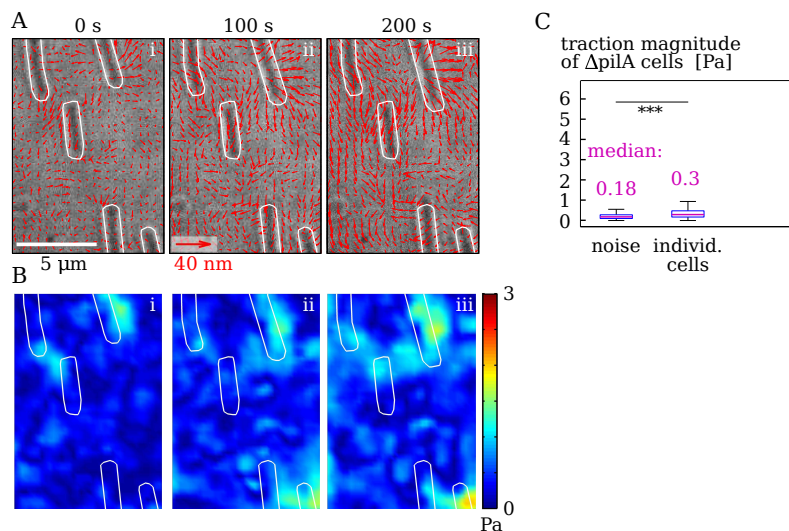 A
0 s
100 s
200 s
i
ii
iii
5 μm
40 nm
B
i
ii
iii
3
0
Pa
C
traction magnitude
of ΔpilA cells [Pa]
6
5
4
3
2
1
0
***
median:
0.18
0.3
noise
individ.
cells